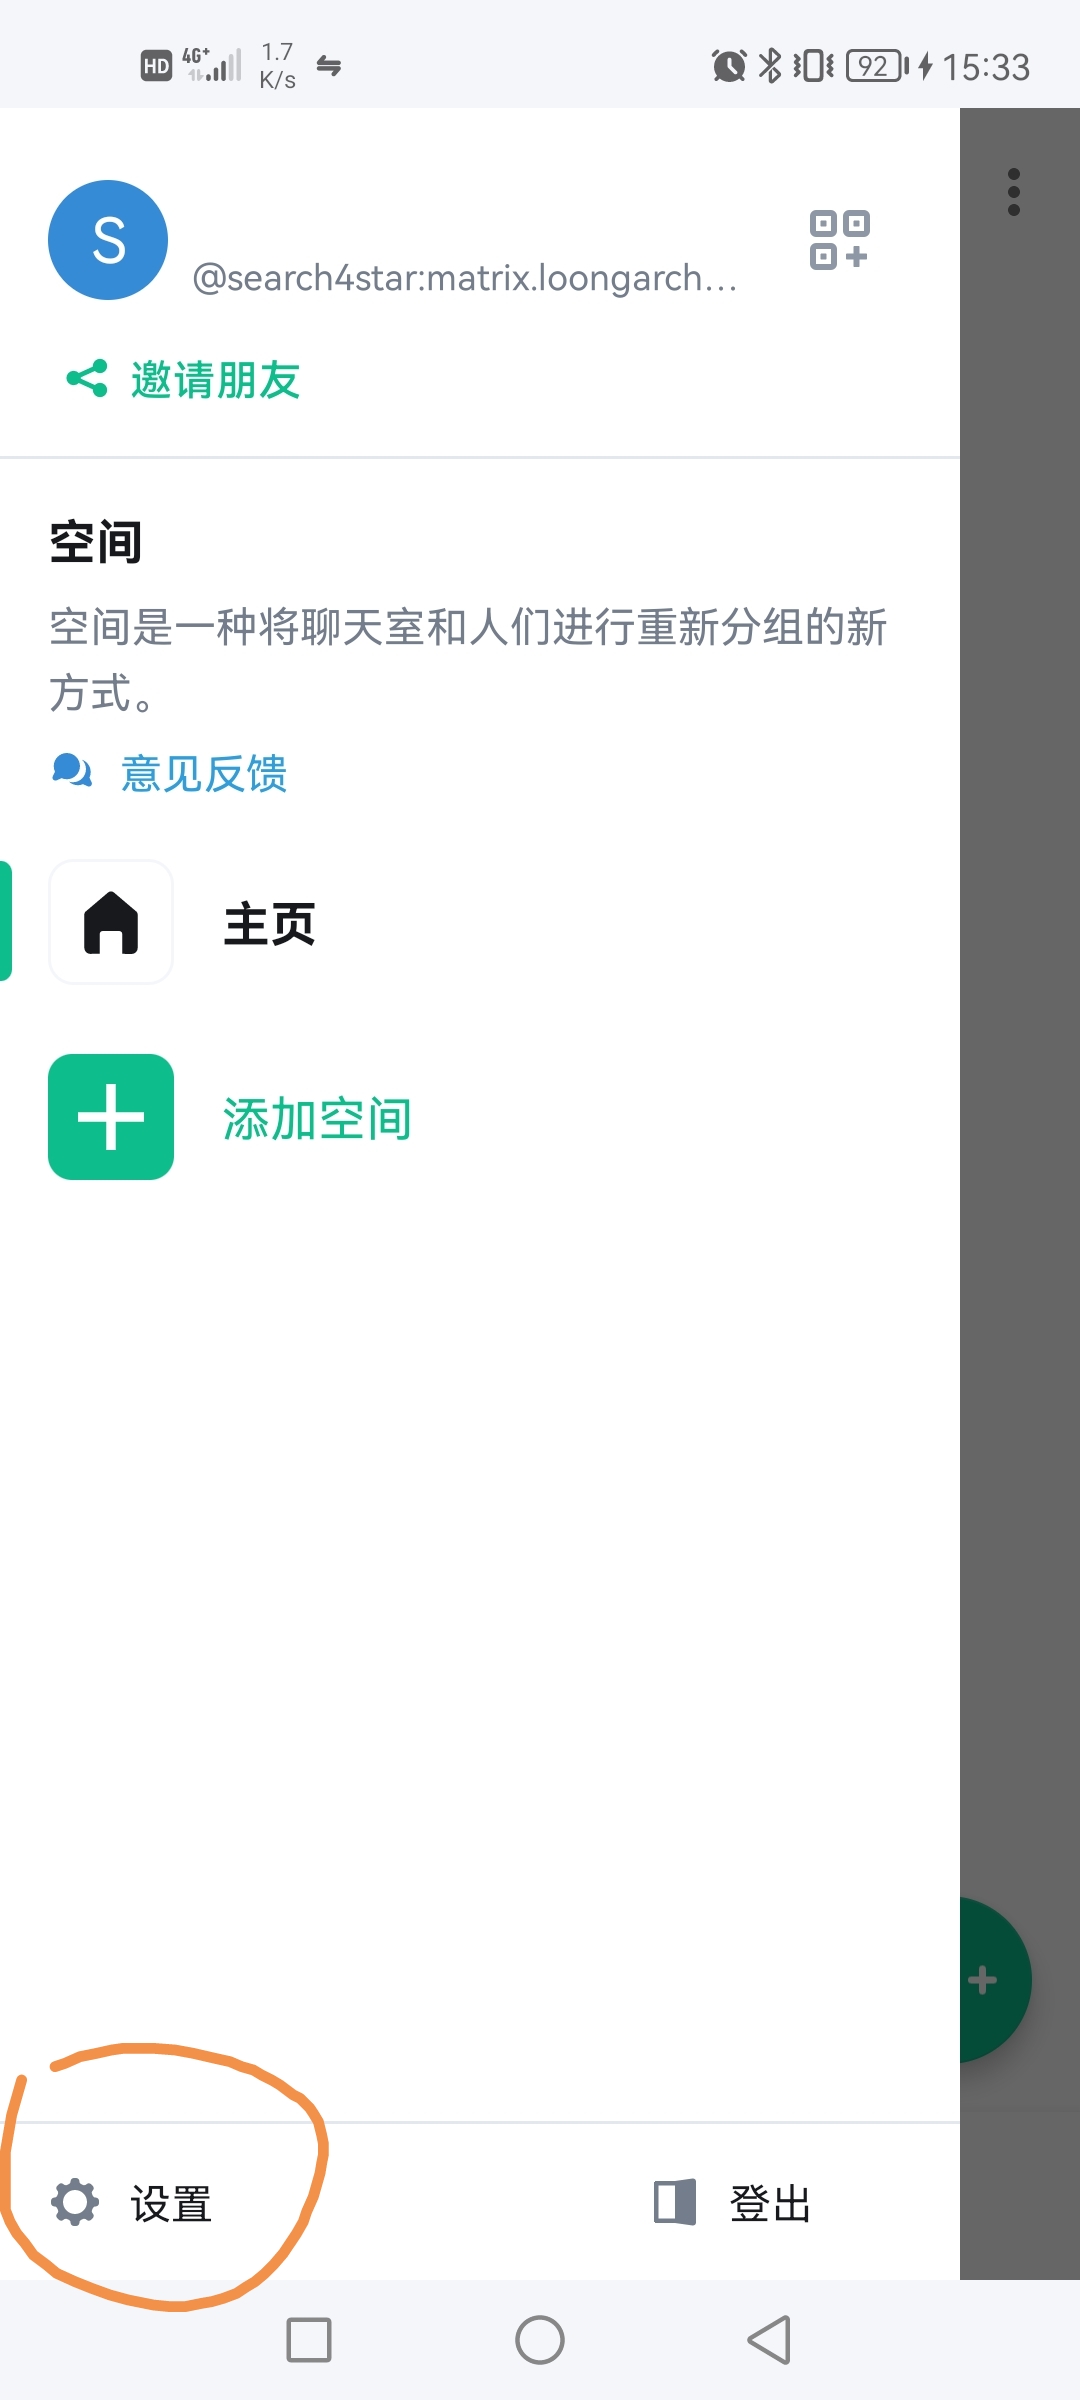 HD 4G+ 1.7 K/s 92 15:33
S
@search4star:matrix.loongarch…
邀请朋友
空间
空间是一种将聊天室和人们进行重新分组的新
方式。
意见反馈
主页
添加空间
设置 登出